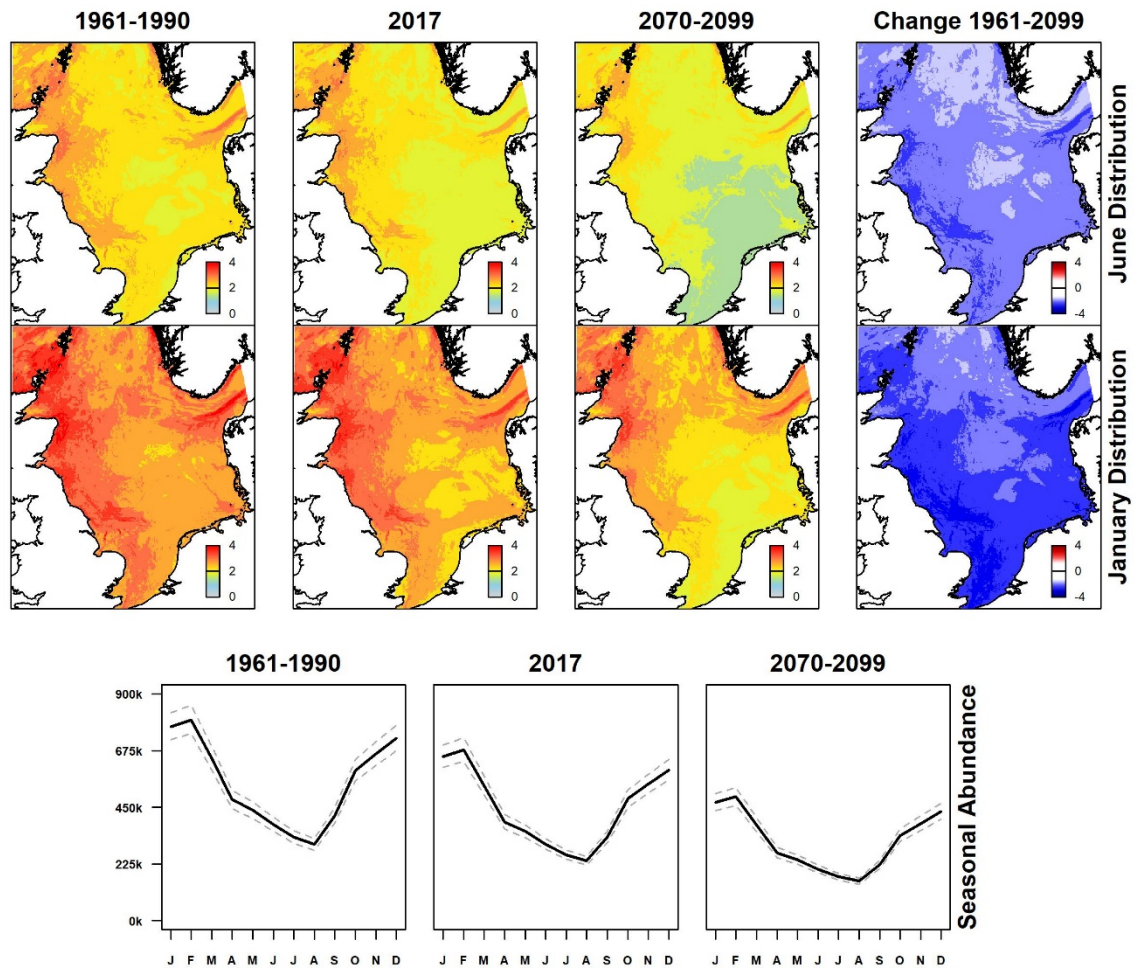 1961-1990 2017 2070-2099 Change 1961-2099
June Distribution
4 4 4 4
2 2 2 0
0 0 0 -4
January Distribution
4 4 4 4
2 2 2 0
0 0 0 -4
1961-1990 2017 2070-2099
Seasonal Abundance
900k
675k
450k
225k
0k
J F M A M J J A S O N D J F M A M J J A S O N D J F M A M J J A S O N D